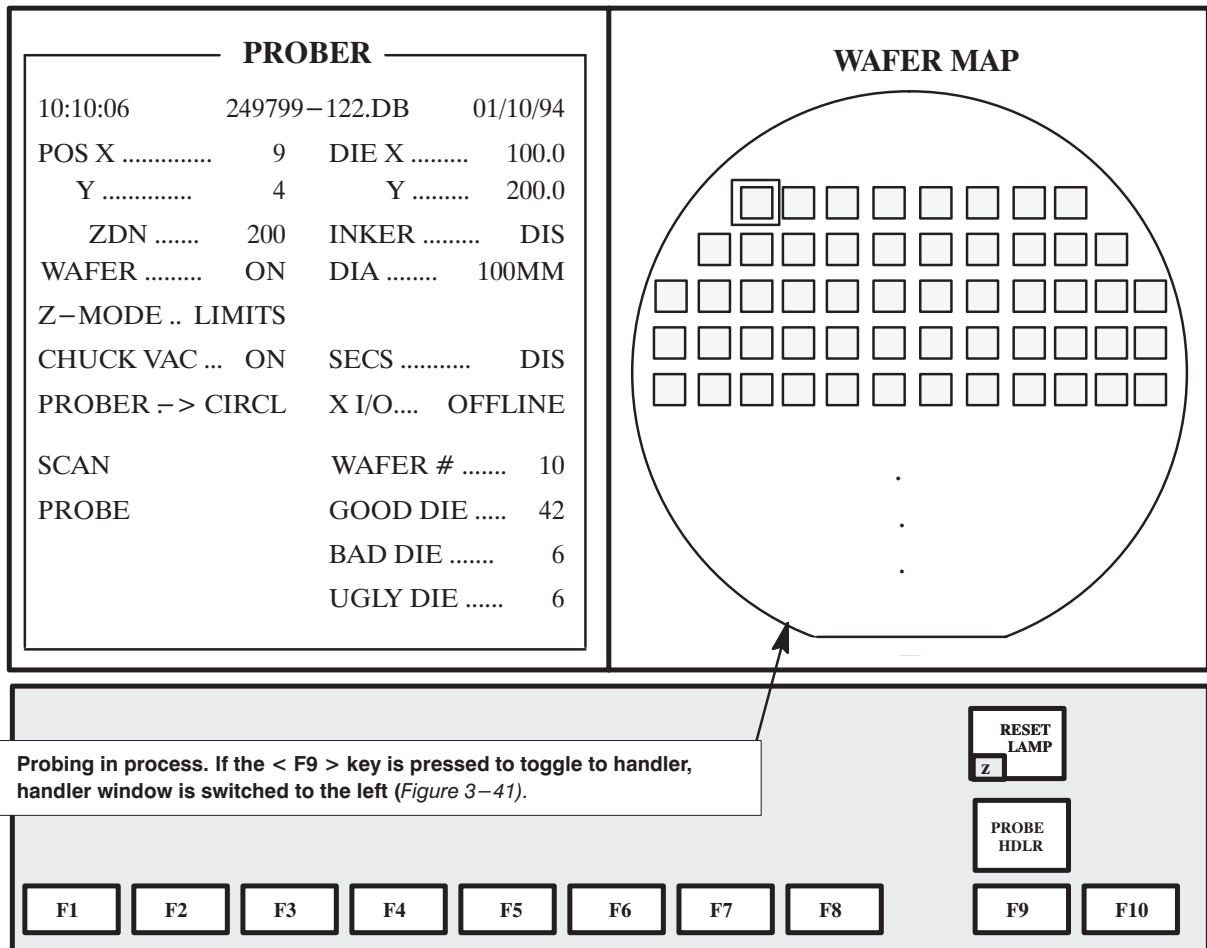 PROBER
10:10:06 249799−122.DB 01/10/94
POS X .............. 9 DIE X ......... 100.0
Y .............. 4 Y ......... 200.0
ZDN ....... 200 INKER ......... DIS
WAFER ......... ON DIA ........ 100MM
Z−MODE .. LIMITS
CHUCK VAC ... ON SECS ........... DIS
PROBER −.> CIRCL X I/O.... OFFLINE
SCAN WAFER # ....... 10
PROBE GOOD DIE ..... 42
BAD DIE ....... 6
UGLY DIE ...... 6
WAFER MAP
.
.
.
Probing in process. If the < F9 > key is pressed to toggle to handler,
handler window is switched to the left (Figure 3−41).
RESET
LAMP
Z
PROBE
HDLR
F1 F2 F3 F4 F5 F6 F7 F8 F9 F10